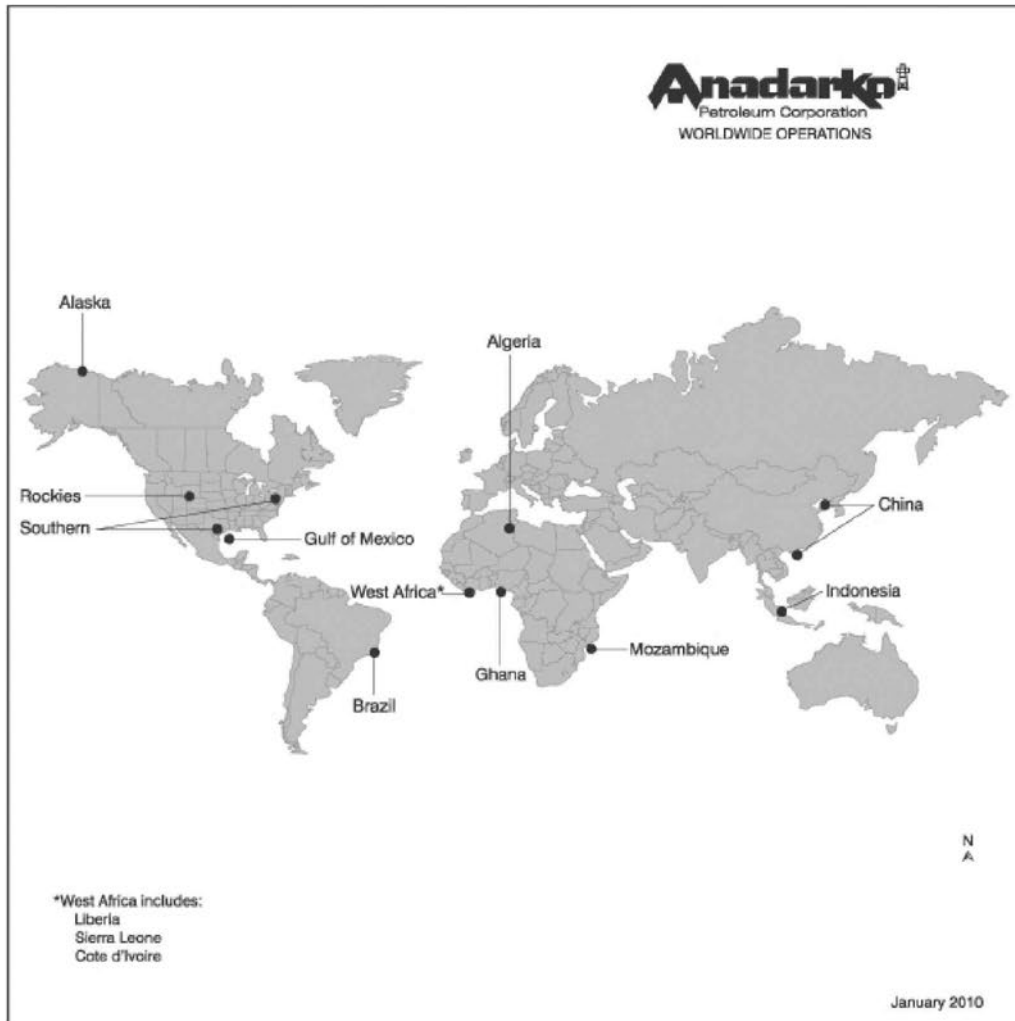 Anadarko
Petroleum Corporation
WORLDWIDE OPERATIONS
Alaska
Algeria
Rockies
China
Southern
Gulf of Mexico
West Africa*
Indonesia
Mozambique
Ghana
Brazil
N
*West Africa includes:
Liberia
Sierra Leone
Cote d'Ivoire
January 2010